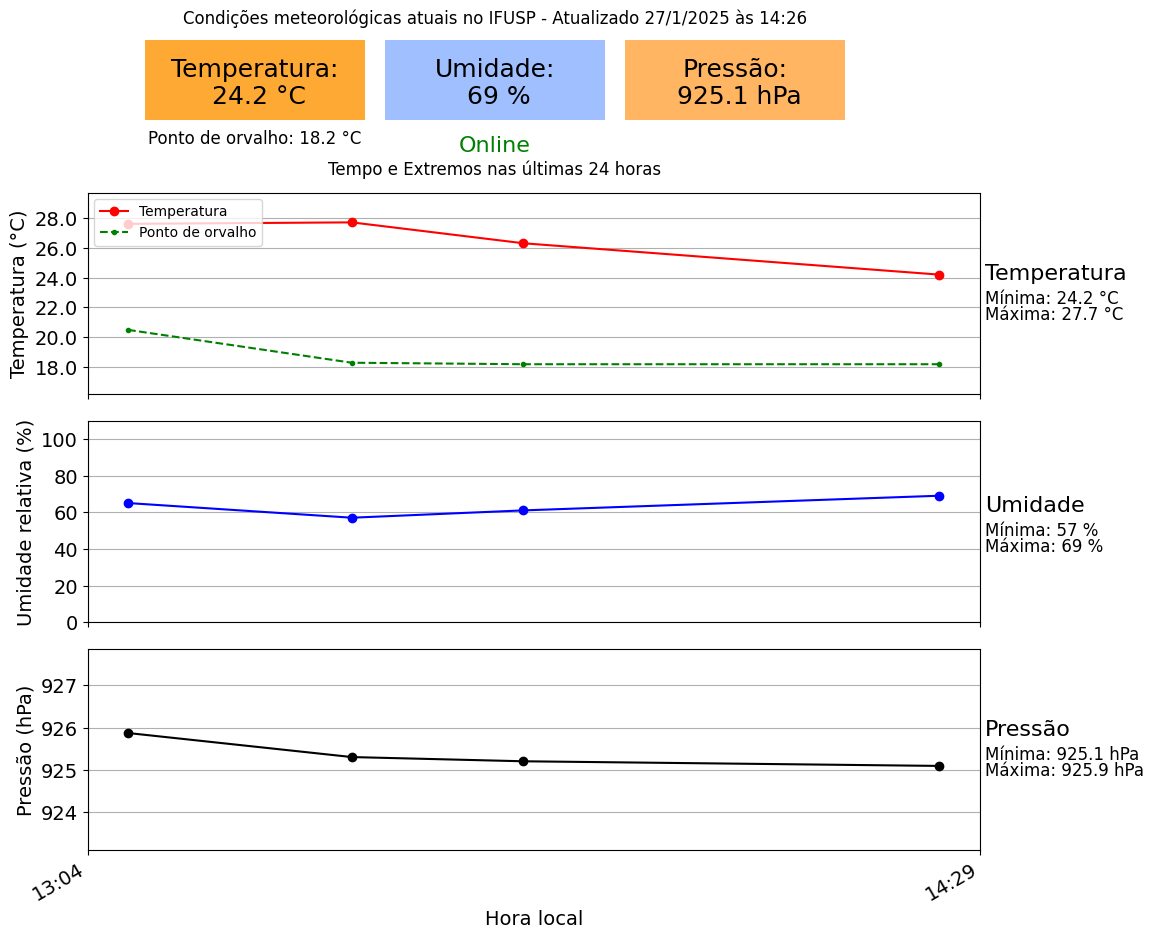 Condições meteorológicas atuais no IFUSP - Atualizado 27/1/2025 às 14:26
Temperatura:
24.2 °C
Umidade:
69 %
Pressão:
925.1 hPa
Ponto de orvalho: 18.2 °C
Online
Tempo e Extremos nas últimas 24 horas
Temperatura (°C)
28.0
26.0
24.0
22.0
20.0
18.0
Temperatura
Ponto de orvalho
Temperatura
Mínima: 24.2 °C
Máxima: 27.7 °C
Umidade relativa (%)
100
80
60
40
20
0
Umidade
Mínima: 57 %
Máxima: 69 %
Pressão (hPa)
927
926
925
924
Pressão
Mínima: 925.1 hPa
Máxima: 925.9 hPa
13:04
14:29
Hora local